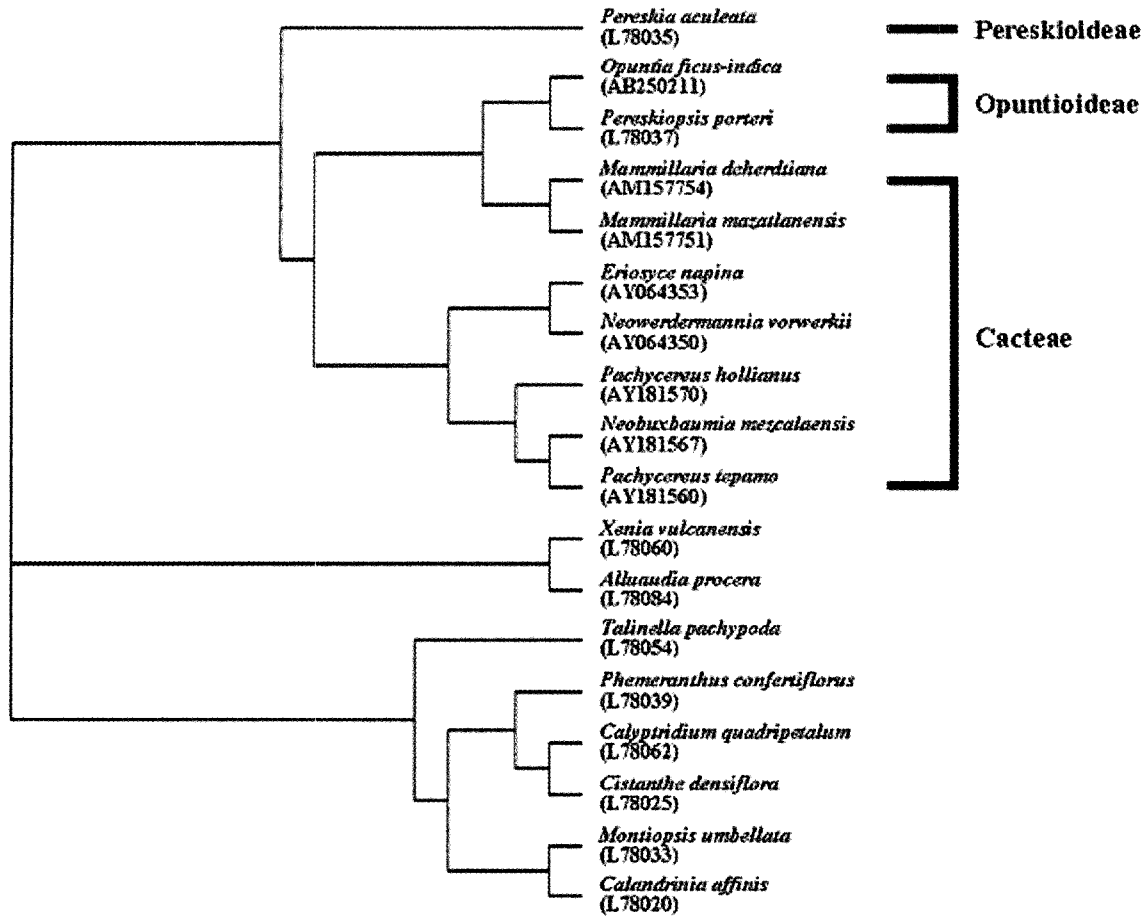 Pereskia aculeata
(L78035)
Pereskioideae
Opuntia ficus-indica
(AB250211)
Opuntioideae
Pereskiopsis porteri
(L78037)
Mammillaria deherdtiana
(AM157754)
Mammillaria mazatlanensis
(AM157751)
Eriosyce napina
(AY064353)
Neowerdermannia vorwerkii
(AY064350)
Cacteae
Pachycereus hollianus
(AY181570)
Neobuxbaumia mezcalaensis
(AY181567)
Pachycereus tepamo
(AY181560)
Xenia vulcanensis
(L78060)
Alluaudia procera
(L78084)
Talinella pachypoda
(L78054)
Phemeranthus confertiflorus
(L78039)
Calyptridium quadripetalum
(L78062)
Cistanthe densiflora
(L78025)
Montiopsis umbellata
(L78033)
Calandrinia affinis
(L78020)